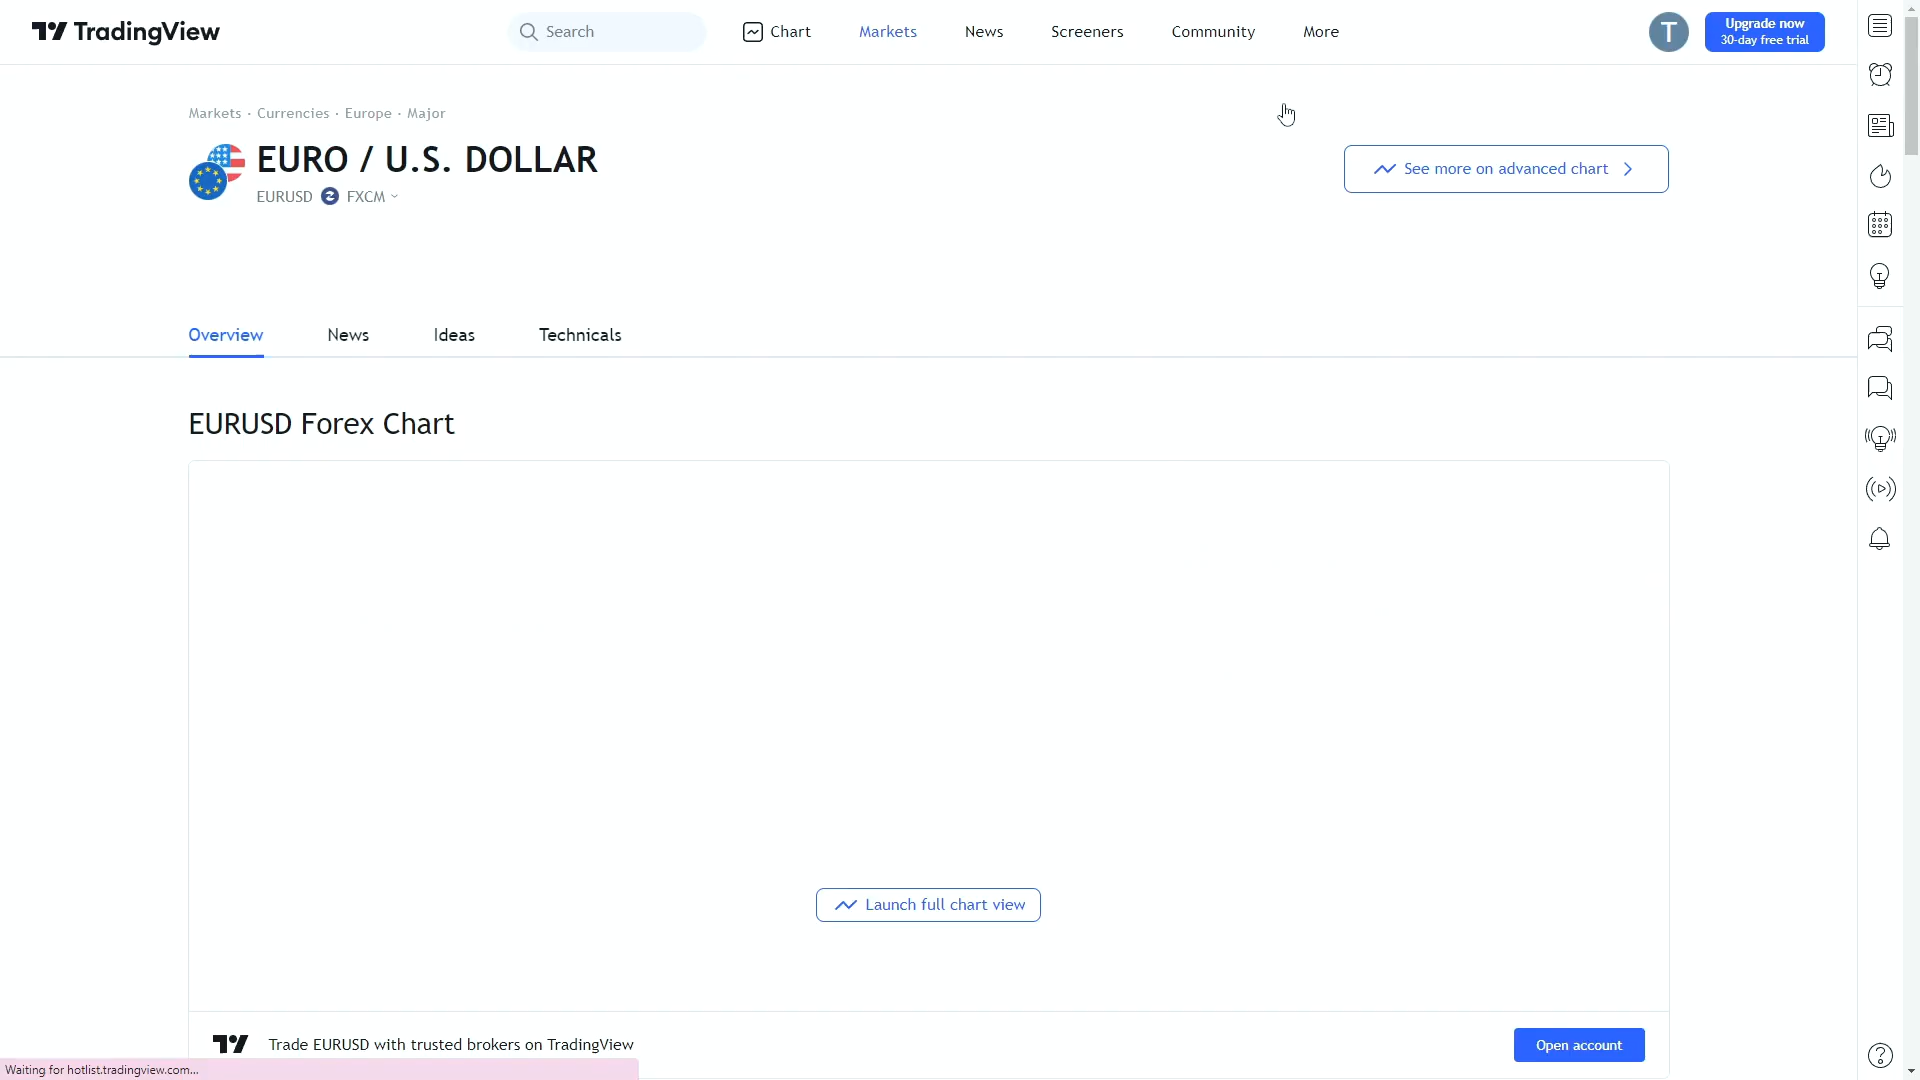 TradingView
Search
Chart
Markets
News
Screeners
Community
More
T
Upgrade now
30-day free trial
Markets · Currencies · Europe · Major
EURO / U.S. DOLLAR
EURUSD FXCM
See more on advanced chart
Overview
News
Ideas
Technicals
EURUSD Forex Chart
Launch full chart view
Trade EURUSD with trusted brokers on TradingView
Open account
Waiting for hotlist.tradingview.com...